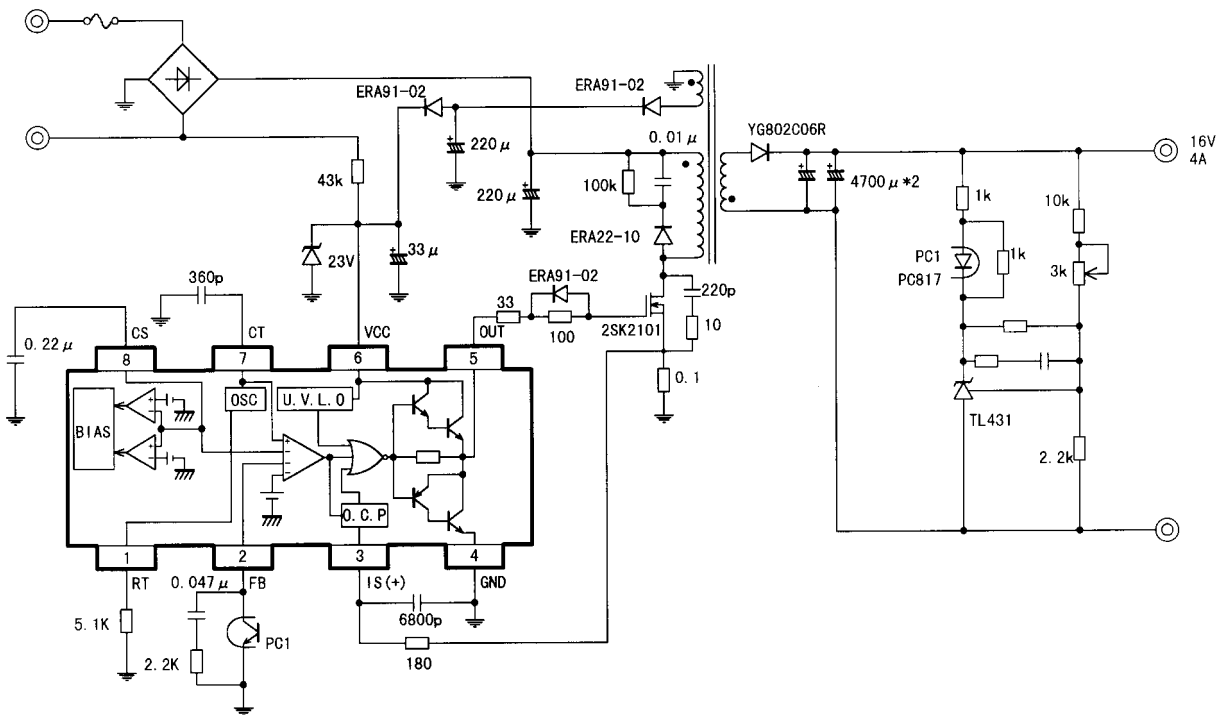 ERA91-02
ERA91-02
YG802C06R
16V
4A
0.01μ
+
220μ
43k
+
220μ
100k
+
+
4700μ*2
1k
10k
ERA22-10
23V
+
33μ
PC1
PC817
1k
3k
360p
ERA91-02
220p
33
100
2SK2101
10
CS
CT
VCC
OUT
0.22μ
8
7
6
5
0.1
OSC
U.V.L.O
TL431
BIAS
2.2k
O.C.P
1
2
3
4
RT
0.047μ
FB
IS(+)
GND
5.1K
6800p
2.2K
PC1
180